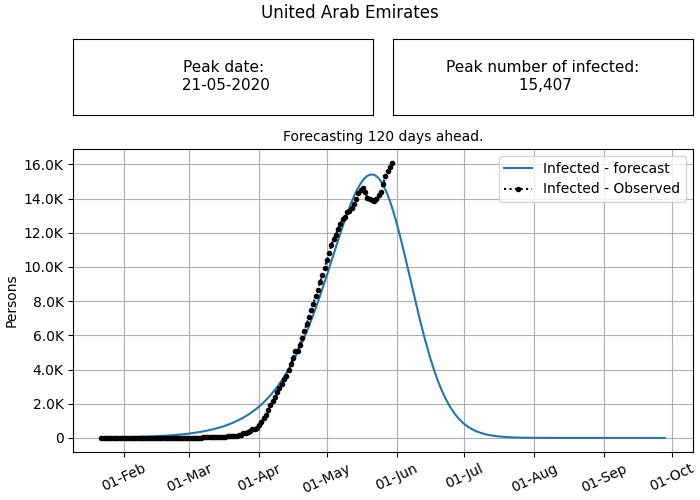 United Arab Emirates
Peak date:
21-05-2020
Peak number of infected:
15,407
Forecasting 120 days ahead.
Infected - forecast
Infected - Observed
Persons
16.0K
14.0K
12.0K
10.0K
8.0K
6.0K
4.0K
2.0K
0
01-Feb
01-Mar
01-Apr
01-May
01-Jun
01-Jul
01-Aug
01-Sep
01-Oct